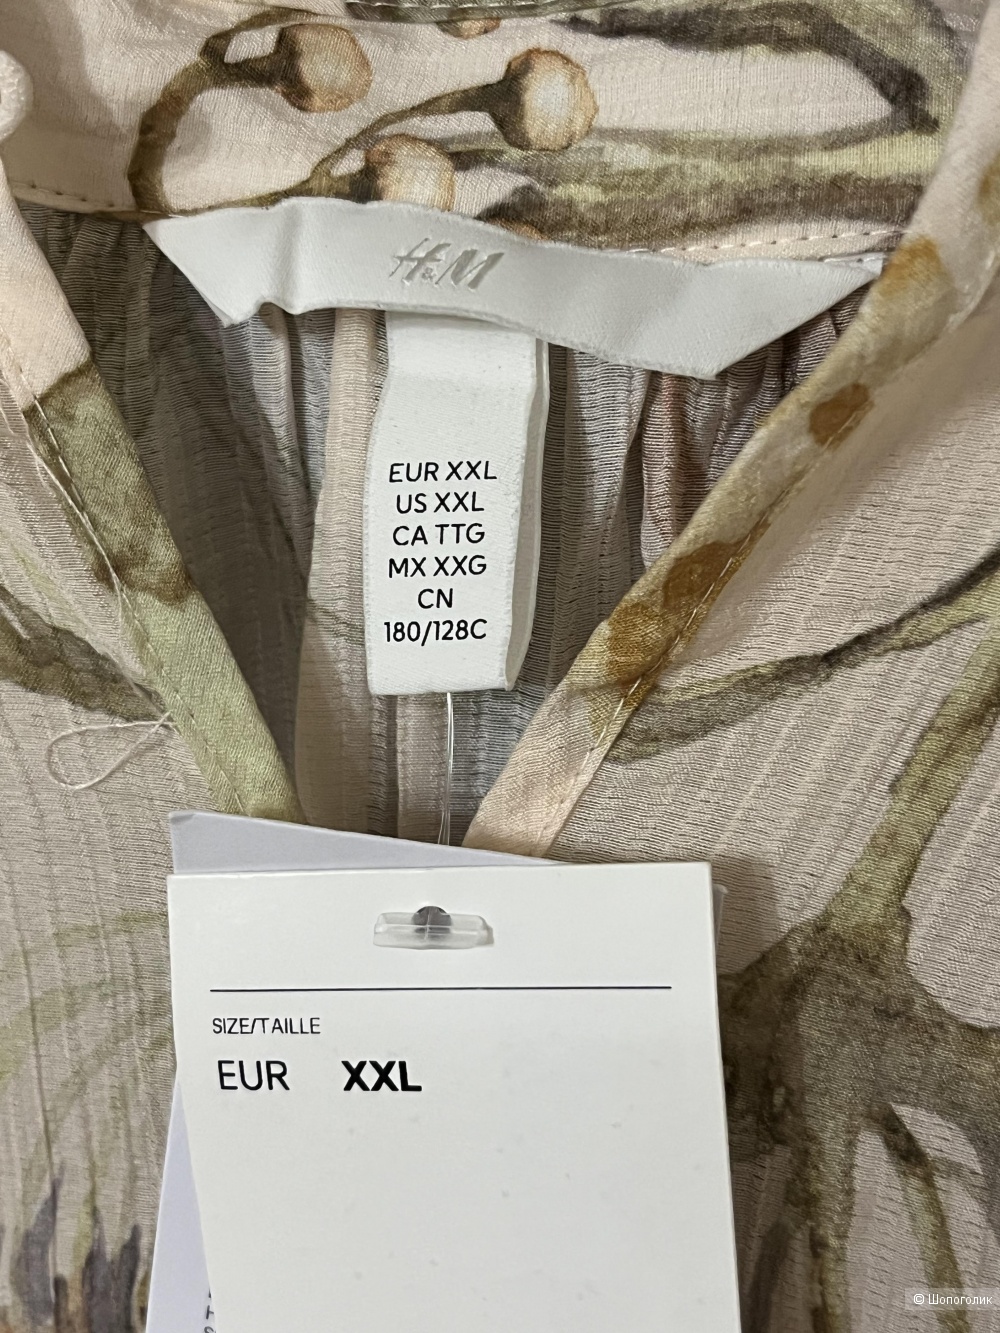 H&M
EUR XXL
US XXL
CA TTG
MX XXG
CN
180/128C
SIZE/TAILLE
EUR XXL
© Шопоголик